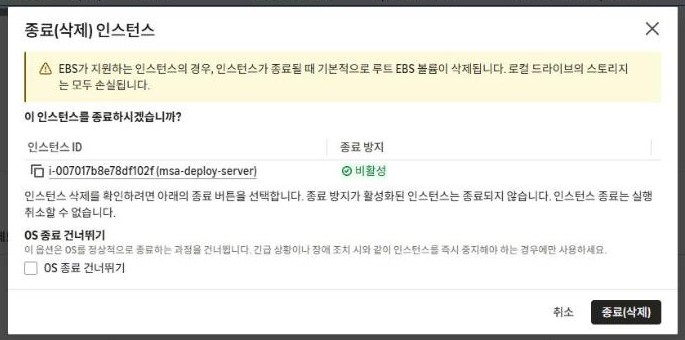 종료(삭제) 인스턴스
EBS가 지원하는 인스턴스의 경우, 인스턴스가 종료될 때 기본적으로 루트 EBS 볼륨이 삭제됩니다. 로컬 드라이브의 스토리지
는 모두 손실됩니다.
이 인스턴스를 종료하시겠습니까?
인스턴스 ID 종료 방지
i-007017b8e78df102f (msa-deploy-server) 비활성
인스턴스 삭제를 확인하려면 아래의 종료 버튼을 선택합니다. 종료 방지가 활성화된 인스턴스는 종료되지 않습니다. 인스턴스 종료는 실행
취소할 수 없습니다.
OS 종료 건너뛰기
이 옵션은 OS를 정상적으로 종료하는 과정을 건너뜁니다. 긴급 상황이나 장애 조치 시와 같이 인스턴스를 즉시 중지해야 하는 경우에만 사용하세요.
OS 종료 건너뛰기
취소 종료(삭제)